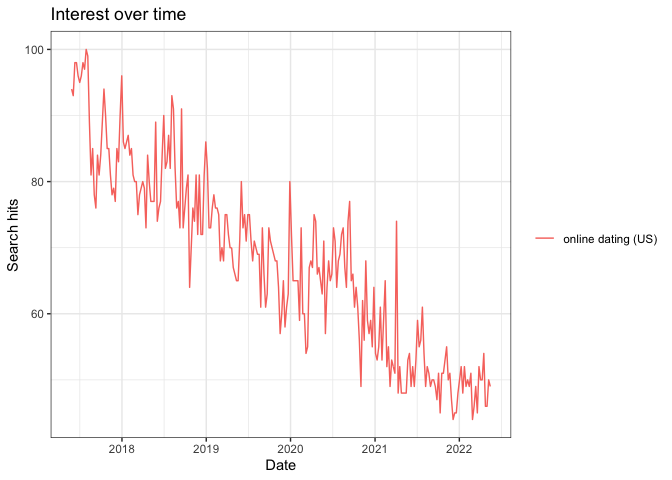 Interest over time
100
80
60
Search hits
2018 2019 2020 2021 2022
Date
online dating (US)